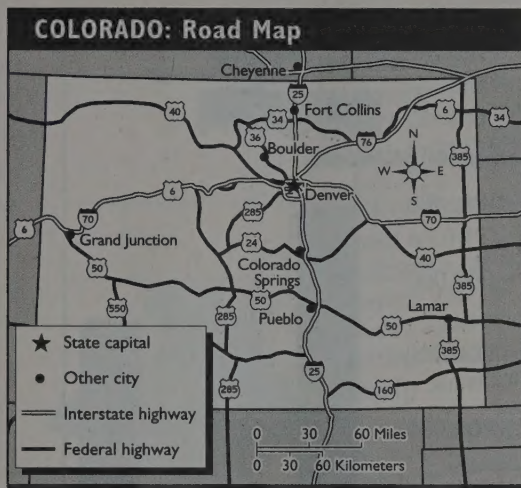 COLORADO: Road Map
Cheyenne
25
Fort Collins
40
34
6
34
36
76
385
Boulder
N
W
E
S
6
Denver
70
285
70
6
Grand Junction
24
40
Colorado
Springs
50
385
550
285
50
Pueblo
Lamar
50
State capital
385
Other city
25
285
160
Interstate highway
0 30 60 Miles
Federal highway
0 30 60 Kilometers